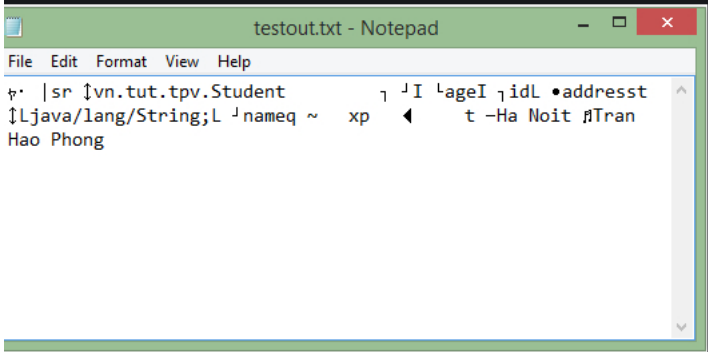 testout.txt - Notepad
File Edit Format View Help
|sr ↕vn.tut.tpv.Student ┐ ┘I └ageI ┐idL •addresst
↕Ljava/lang/String;L ┘nameq ~ xp ◄ t –Ha Noit ♫Tran
Hao Phong